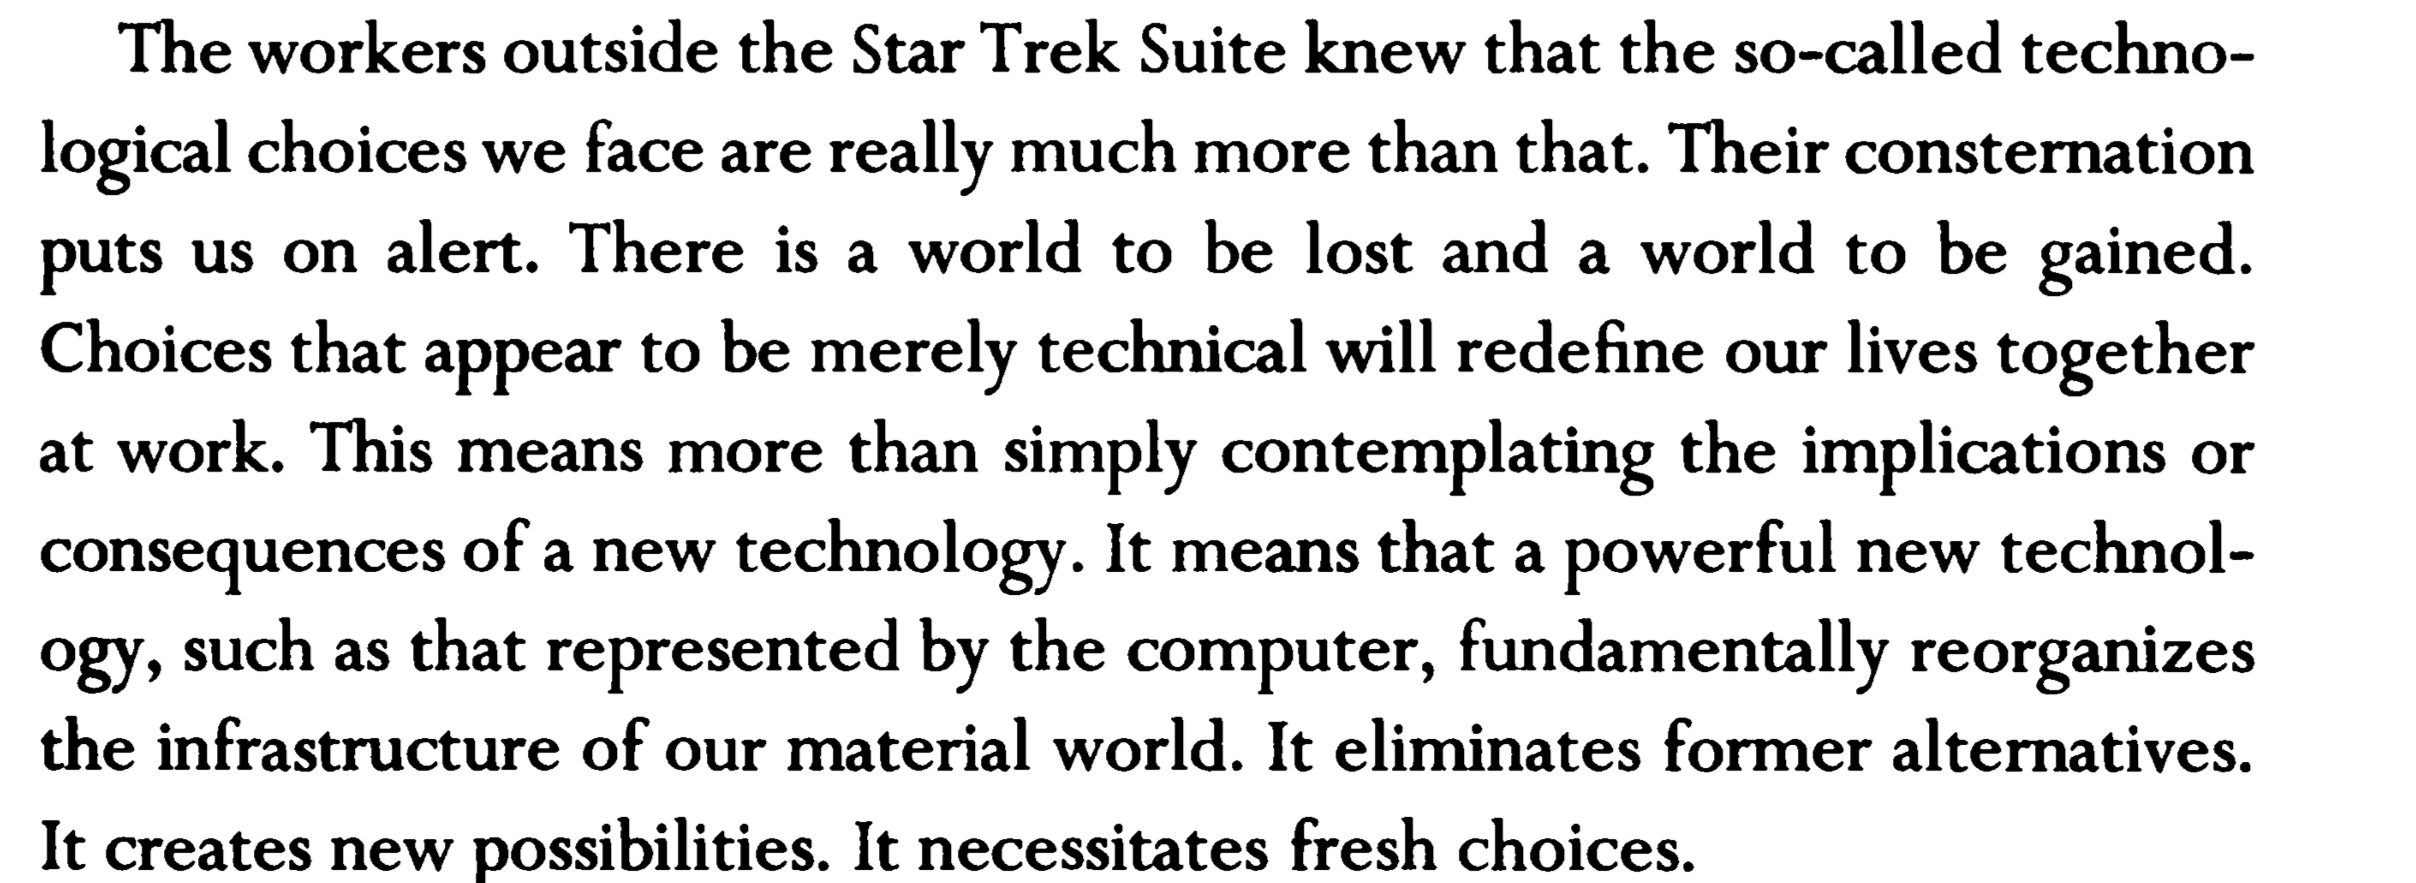 The workers outside the Star Trek Suite knew that the so-called techno-
logical choices we face are really much more than that. Their consternation
puts us on alert. There is a world to be lost and a world to be gained.
Choices that appear to be merely technical will redefine our lives together
at work. This means more than simply contemplating the implications or
consequences of a new technology. It means that a powerful new technol-
ogy, such as that represented by the computer, fundamentally reorganizes
the infrastructure of our material world. It eliminates former alternatives.
It creates new possibilities. It necessitates fresh choices.